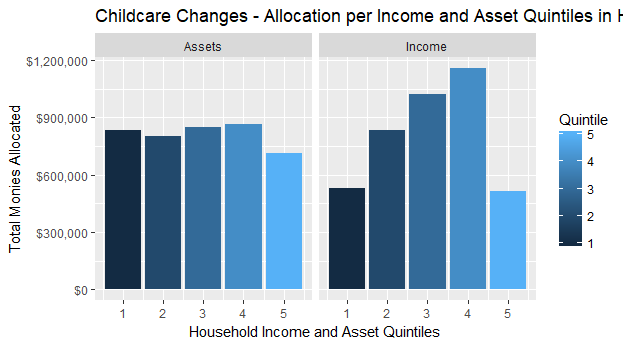 Childcare Changes - Allocation per Income and Asset Quintiles in H
Assets
Income
$1,200,000
$900,000
$600,000
$300,000
$0
Total Monies Allocated
1 2 3 4 5
1 2 3 4 5
Household Income and Asset Quintiles
Quintile
5
4
3
2
1